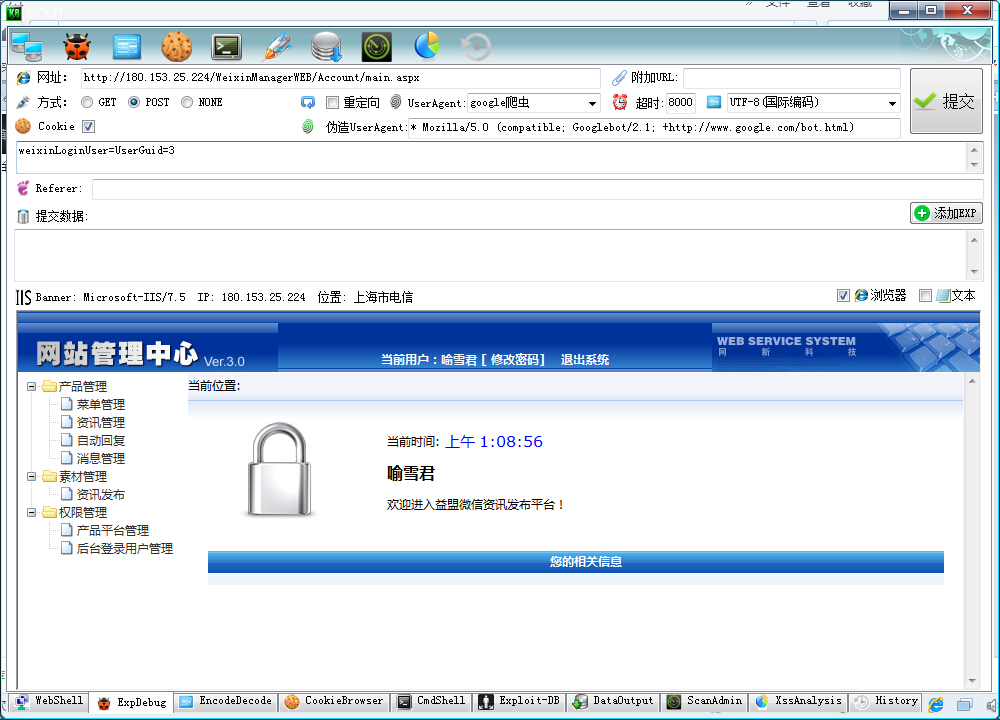 K8
文件 查看 收藏
网址: http://180.153.25.224/WeixinManagerWEB/Account/main.aspx 附加URL:
方式: GET POST NONE 重定向 UserAgent: google爬虫 超时: 8000 UTF-8(国际编码) 提交
Cookie 伪造UserAgent: * Mozilla/5.0 (compatible; Googlebot/2.1; +http://www.google.com/bot.html)
weixinLoginUser=UserGuid=3
Referer:
提交数据: 添加EXP
IIS Banner: Microsoft-IIS/7.5 IP: 180.153.25.224 位置: 上海市电信 浏览器 文本
网站管理中心 Ver.3.0 当前用户：喻雪君 [ 修改密码] 退出系统
WEB SERVICE SYSTEM
网 新 科 技
产品管理
菜单管理
资讯管理
自动回复
消息管理
素材管理
资讯发布
权限管理
产品平台管理
后台登录用户管理
当前位置:
当前时间: 上午 1:08:56
喻雪君
欢迎进入益盟微信资讯发布平台！
您的相关信息
WebShell ExpDebug EncodeDecode CookieBrowser CmdShell Exploit-DB DataOutput ScanAdmin XssAnalysis History